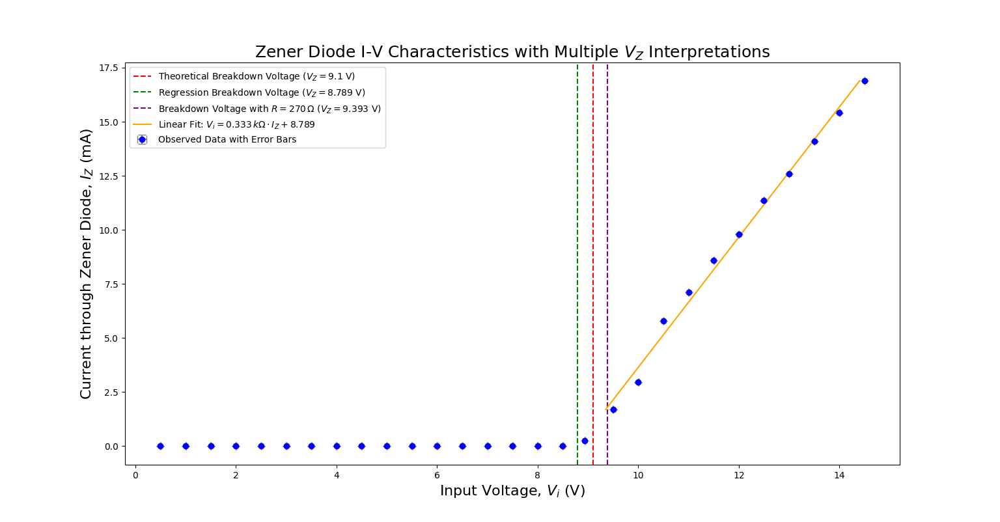 Zener Diode I-V Characteristics with Multiple $V_Z$ Interpretations
Theoretical Breakdown Voltage ($V_Z = 9.1$ V)
Regression Breakdown Voltage ($V_Z = 8.789$ V)
Breakdown Voltage with $R = 270\,\Omega$ ($V_Z = 9.393$ V)
Linear Fit: $V_i = 0.333\,k\Omega \cdot I_Z + 8.789$
Observed Data with Error Bars
Current through Zener Diode, $I_Z$ (mA)
17.5
15.0
12.5
10.0
7.5
5.0
2.5
0.0
0 2 4 6 8 10 12 14
Input Voltage, $V_i$ (V)